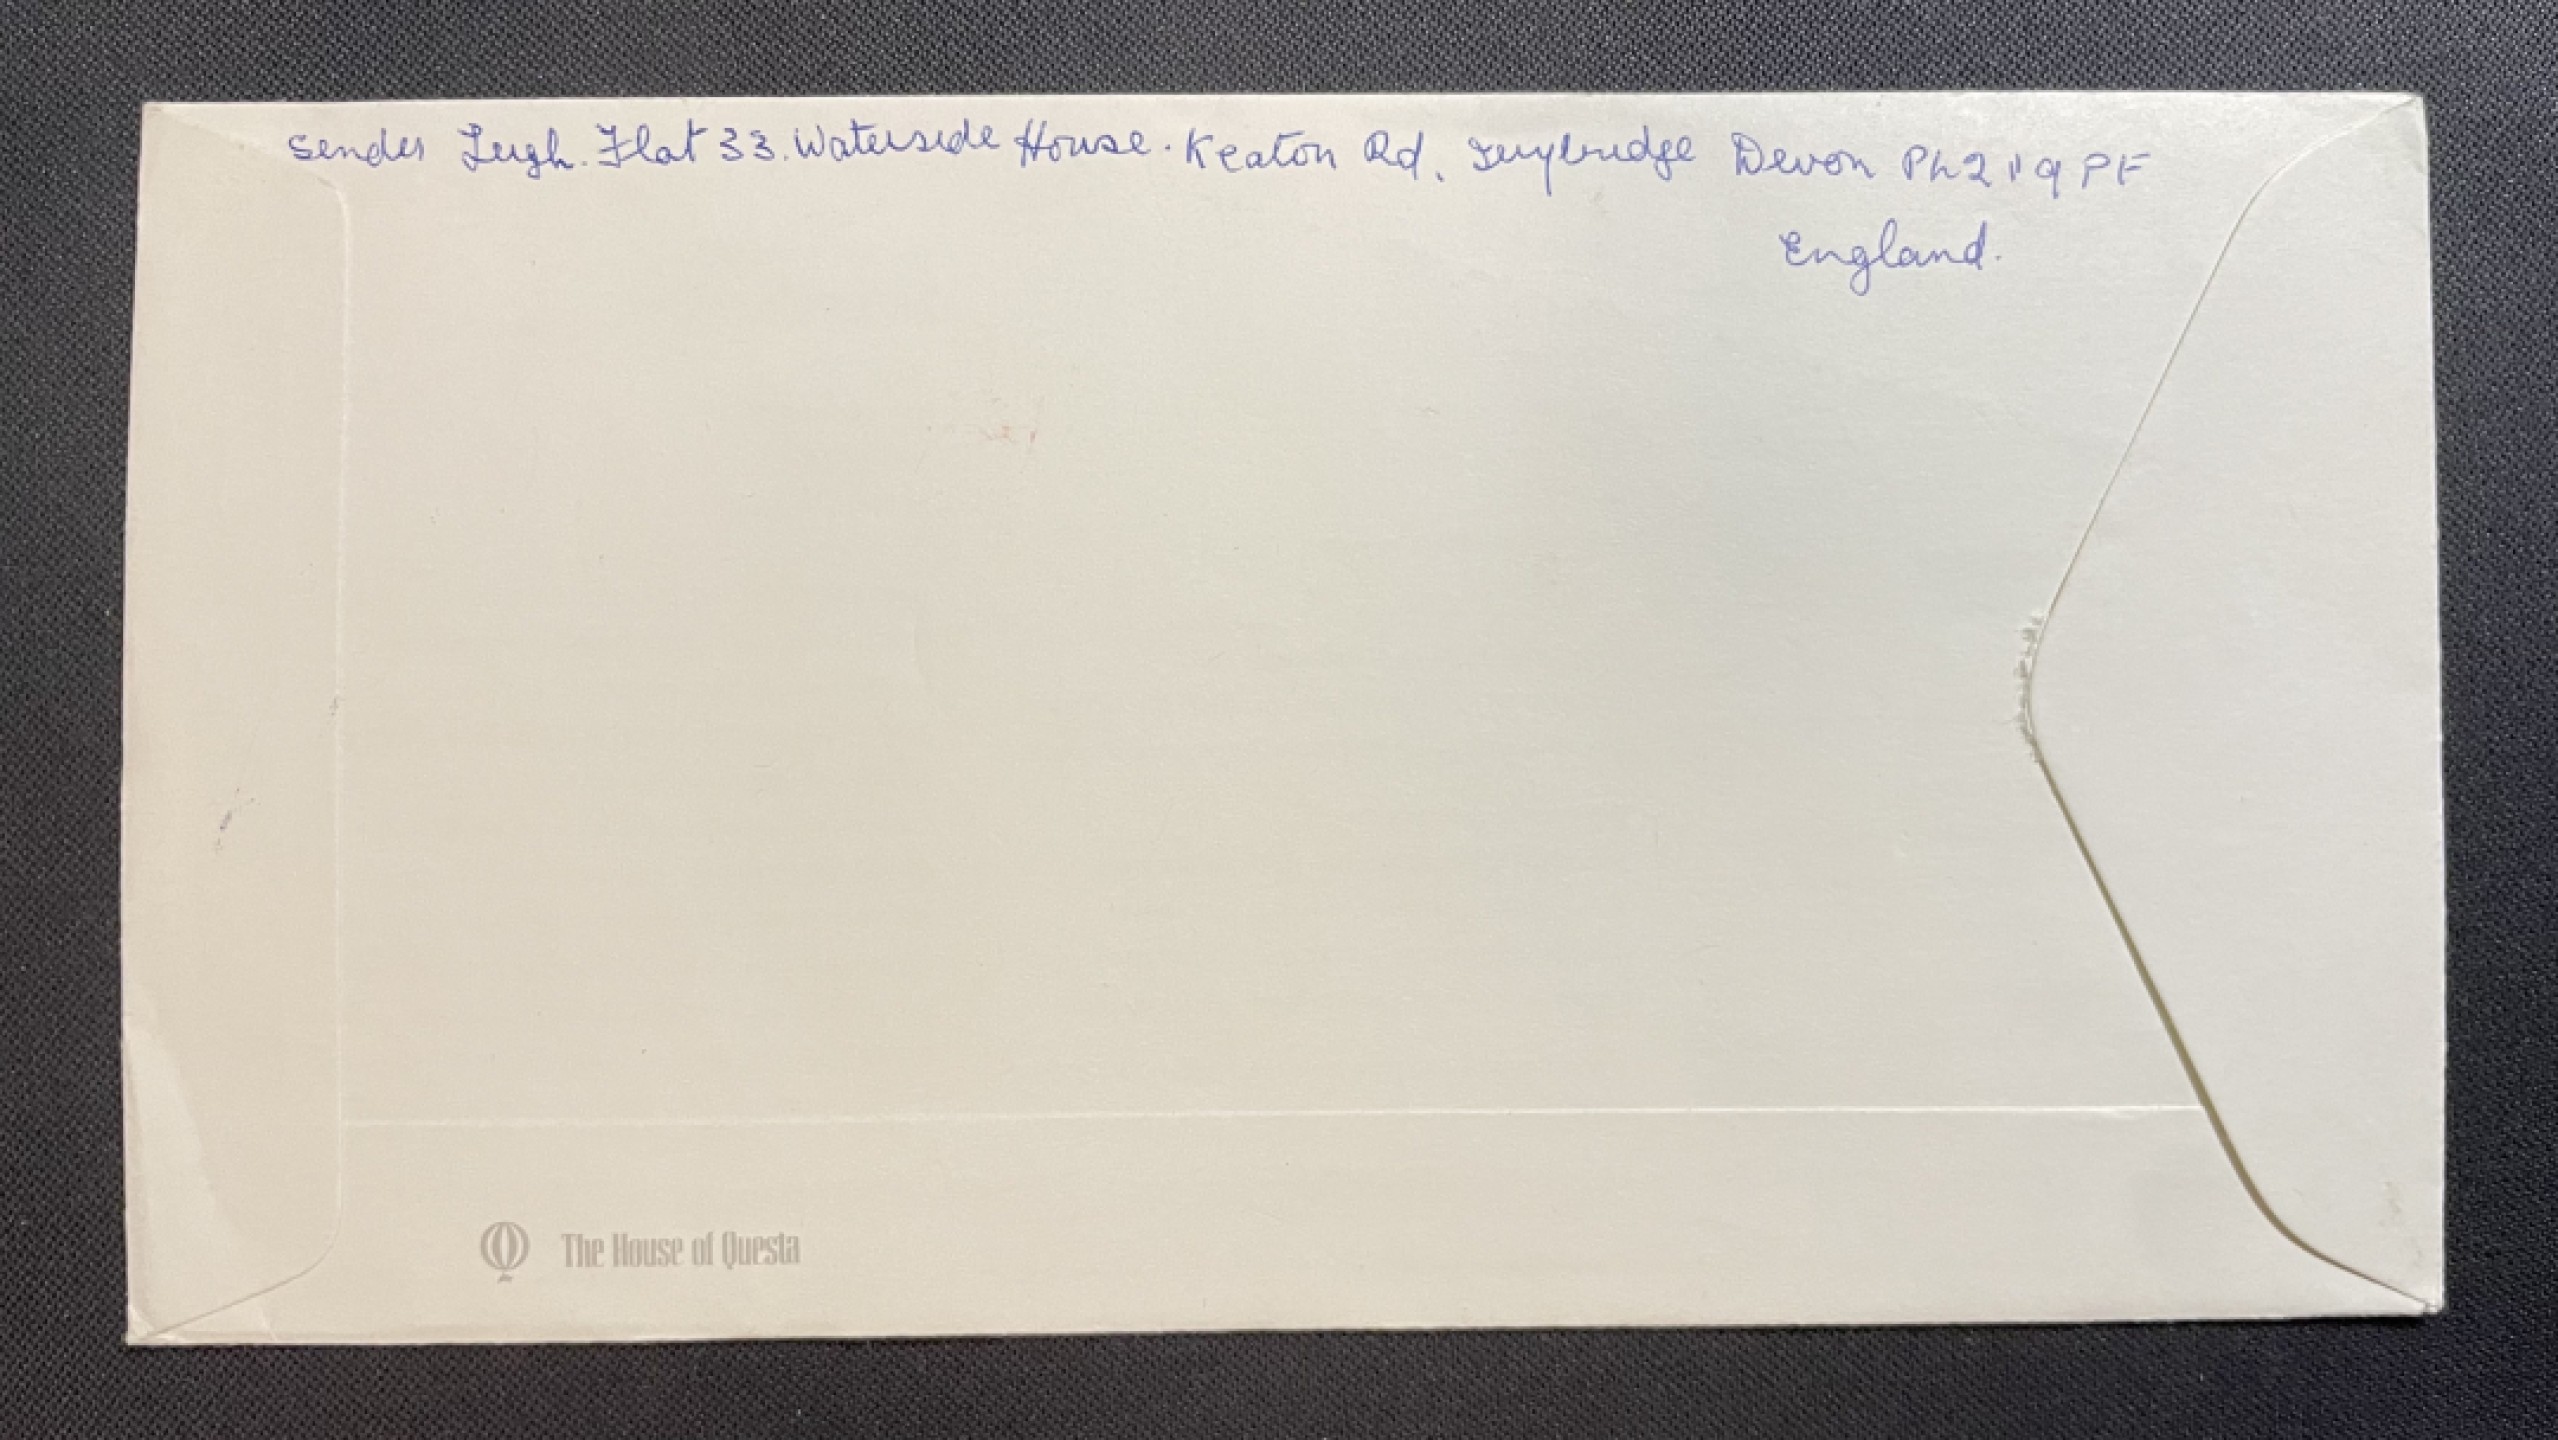 Sender Leigh. Flat 33. Waterside House. Keaton Rd, Ivybridge Devon PL21 9PF
England.
The House of Questa